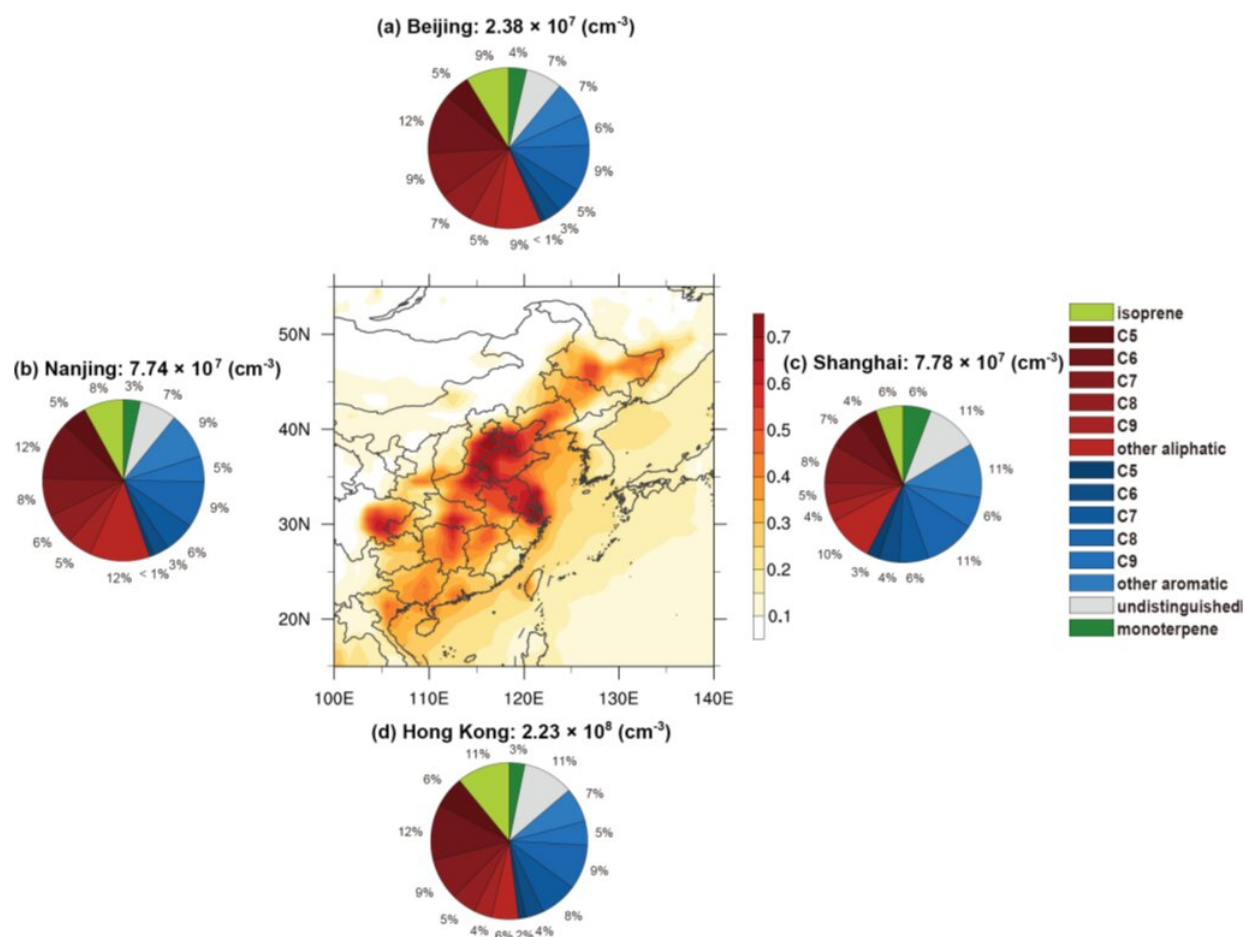 (a) Beijing: 2.38 × 10⁷ (cm⁻³)
9%
4%
7%
5%
7%
12%
6%
9%
9%
7%
5%
5%
9%
< 1%
3%
(b) Nanjing: 7.74 × 10⁷ (cm⁻³)
8%
3%
7%
5%
9%
12%
5%
8%
9%
6%
6%
5%
12%
< 1%
3%
50N
40N
30N
20N
100E
110E
120E
130E
140E
0.7
0.6
0.5
0.4
0.3
0.2
0.1
(c) Shanghai: 7.78 × 10⁷ (cm⁻³)
6%
6%
4%
11%
7%
11%
8%
6%
5%
4%
11%
10%
3%
4%
6%
isoprene
C5
C6
C7
C8
C9
other aliphatic
C5
C6
C7
C8
C9
other aromatic
undistinguished
monoterpene
(d) Hong Kong: 2.23 × 10⁸ (cm⁻³)
11%
3%
11%
6%
7%
12%
5%
9%
9%
5%
8%
4%
6%
2%
4%